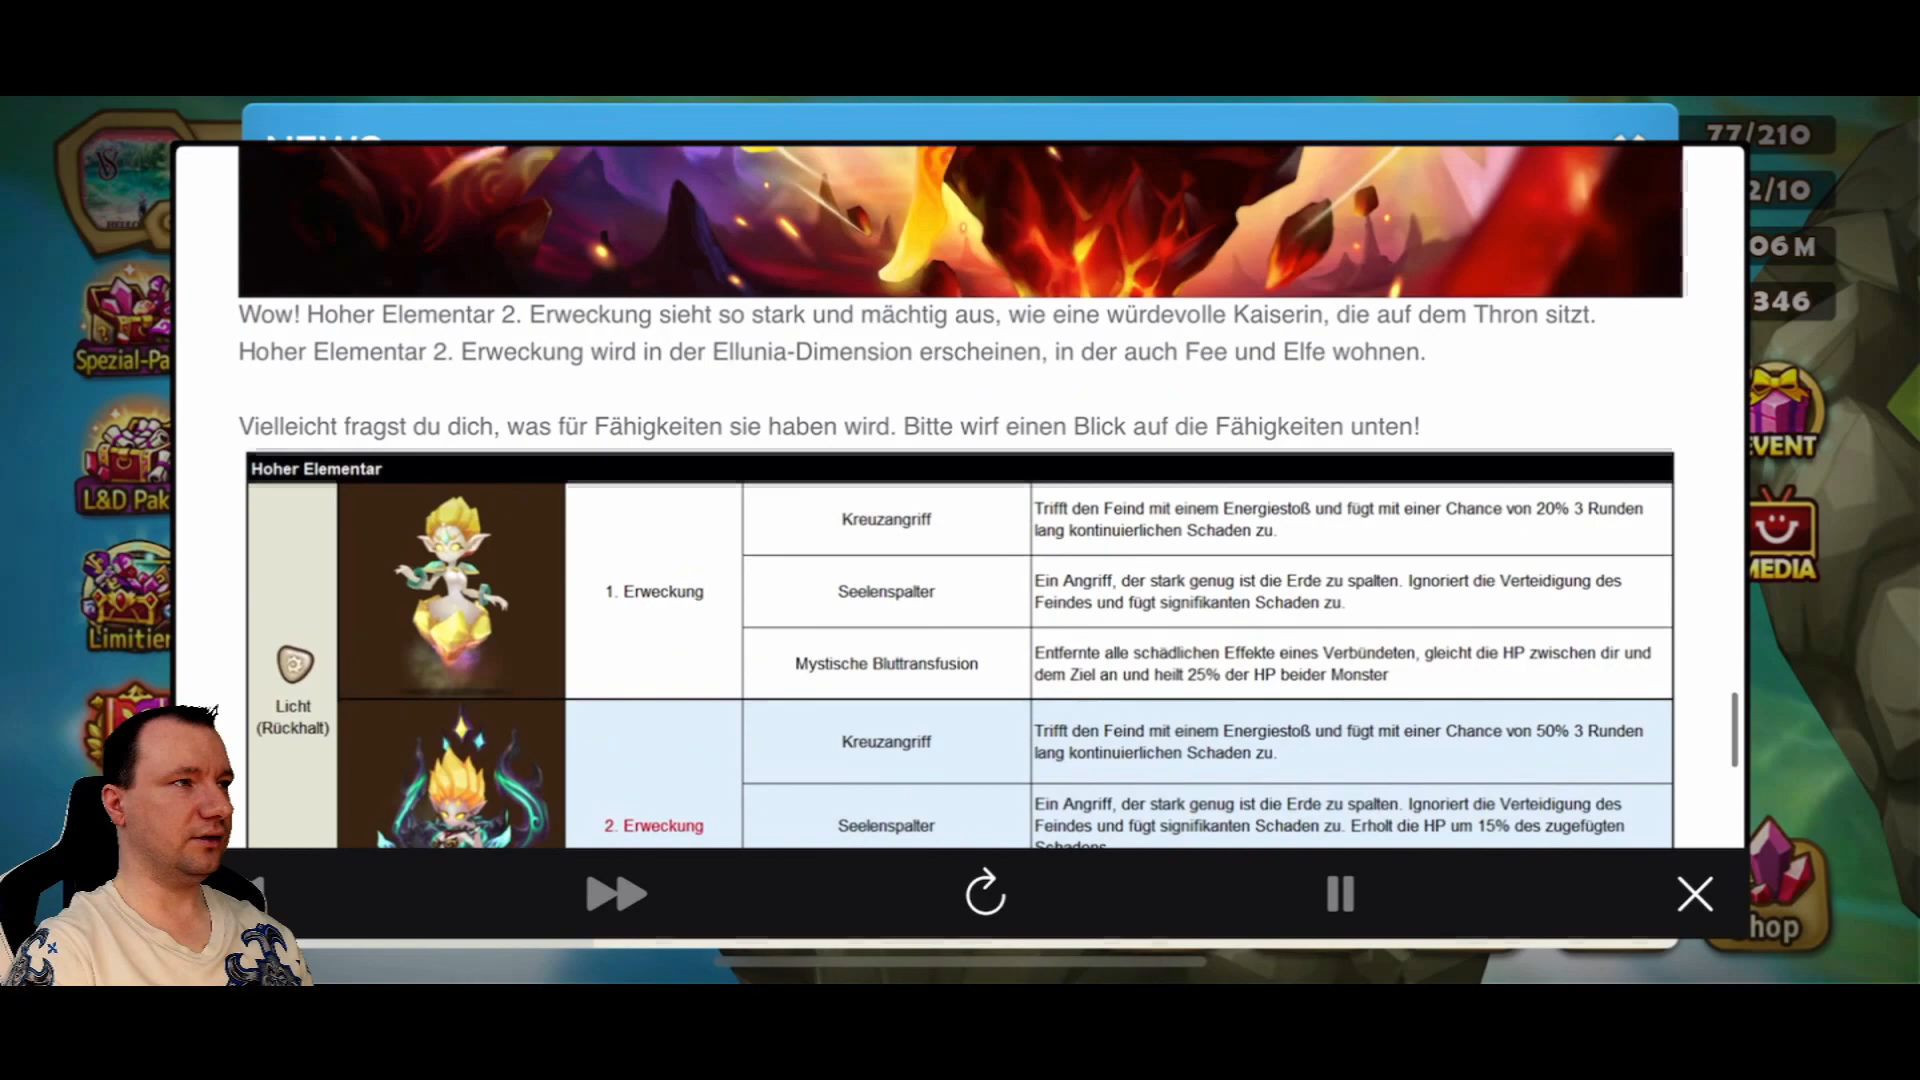 77/210
2/10
06 M
346
Spezial-Pa
L&D Pak
Limitier
EVENT
MEDIA
hop
Wow! Hoher Elementar 2. Erweckung sieht so stark und mächtig aus, wie eine würdevolle Kaiserin, die auf dem Thron sitzt.
Hoher Elementar 2. Erweckung wird in der Ellunia-Dimension erscheinen, in der auch Fee und Elfe wohnen.
Vielleicht fragst du dich, was für Fähigkeiten sie haben wird. Bitte wirf einen Blick auf die Fähigkeiten unten!
Hoher Elementar
Licht
(Rückhalt)
1. Erweckung
Kreuzangriff
Trifft den Feind mit einem Energiestoß und fügt mit einer Chance von 20% 3 Runden
lang kontinuierlichen Schaden zu.
Seelenspalter
Ein Angriff, der stark genug ist die Erde zu spalten. Ignoriert die Verteidigung des
Feindes und fügt signifikanten Schaden zu.
Mystische Bluttransfusion
Entfernte alle schädlichen Effekte eines Verbündeten, gleicht die HP zwischen dir und
dem Ziel an und heilt 25% der HP beider Monster
2. Erweckung
Kreuzangriff
Trifft den Feind mit einem Energiestoß und fügt mit einer Chance von 50% 3 Runden
lang kontinuierlichen Schaden zu.
Seelenspalter
Ein Angriff, der stark genug ist die Erde zu spalten. Ignoriert die Verteidigung des
Feindes und fügt signifikanten Schaden zu. Erholt die HP um 15% des zugefügten
Schadens